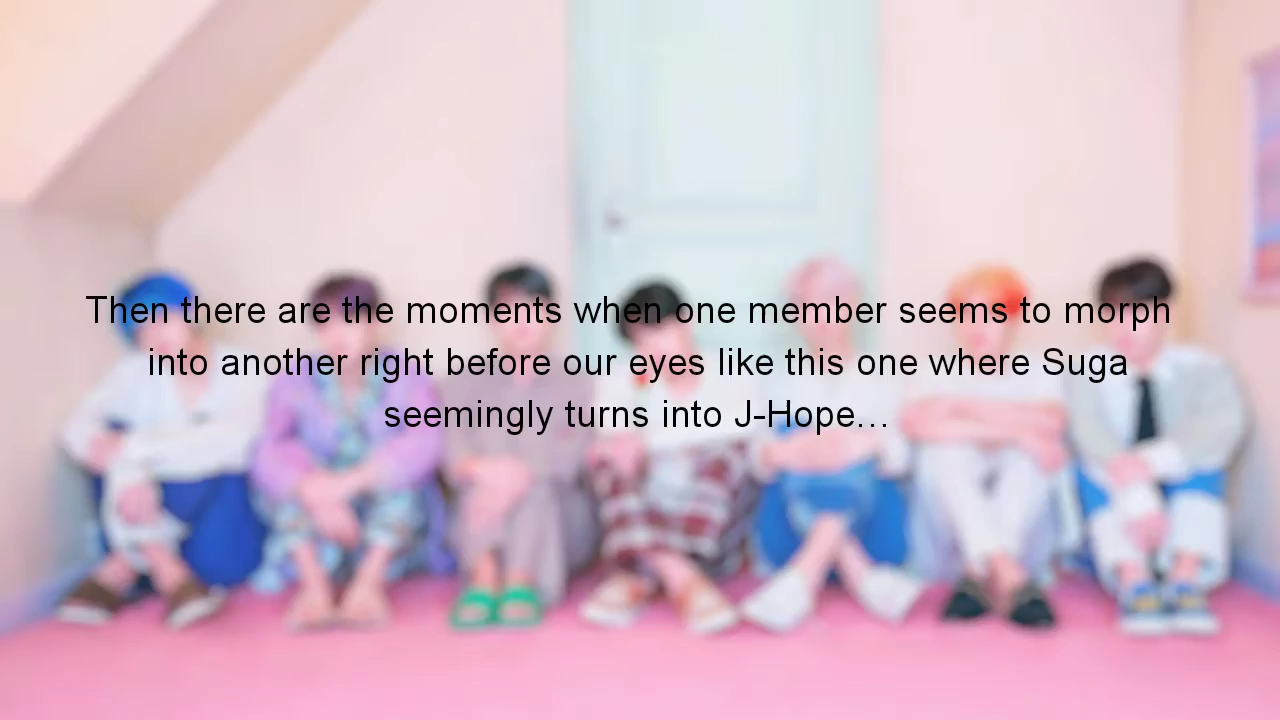 Then there are the moments when one member seems to morph
into another right before our eyes like this one where Suga
seemingly turns into J-Hope…